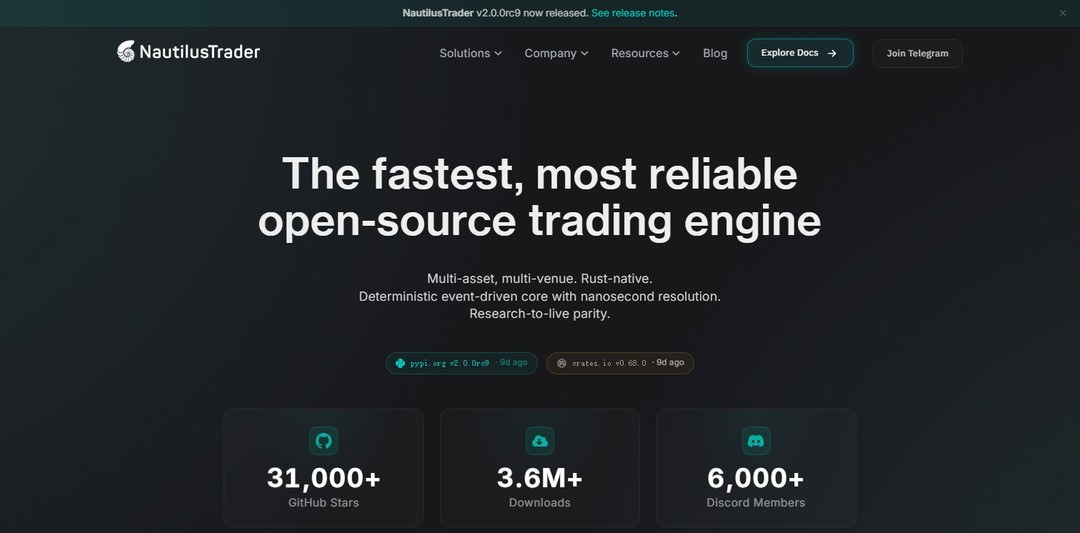 NautilusTrader v2.0.0rc9 now released. See release notes.
NautilusTrader
Solutions
Company
Resources
Blog
Explore Docs →
Join Telegram
The fastest, most reliable
open-source trading engine
Multi-asset, multi-venue. Rust-native.
Deterministic event-driven core with nanosecond resolution.
Research-to-live parity.
pypi.org v2.0.0rc9 · 9d ago
crates.io v0.68.0 · 9d ago
31,000+
GitHub Stars
3.6M+
Downloads
6,000+
Discord Members